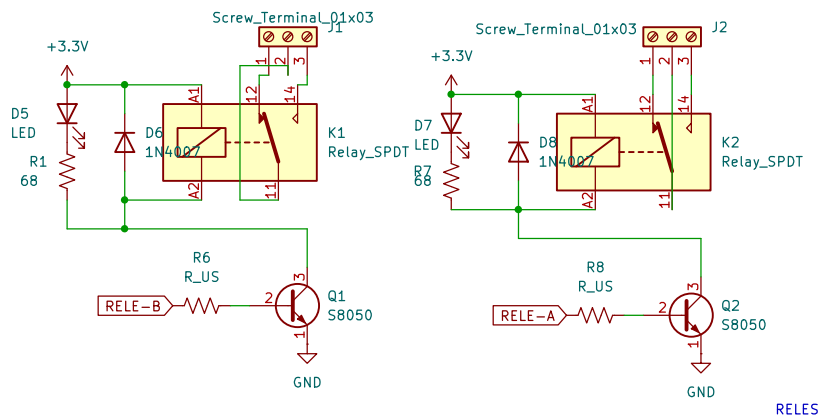 Screw_Terminal_01x03
J1
1
2
3
+3.3V
A1
12
14
D5
LED
D6
1N4007
K1
Relay_SPDT
R1
68
A2
11
R6
R_US
3
RELE-B
2
Q1
S8050
1
GND
Screw_Terminal_01x03
J2
1
2
3
+3.3V
A1
12
14
D7
LED
D8
1N4007
K2
Relay_SPDT
R7
68
A2
11
R8
R_US
3
RELE-A
2
Q2
S8050
1
GND
RELES